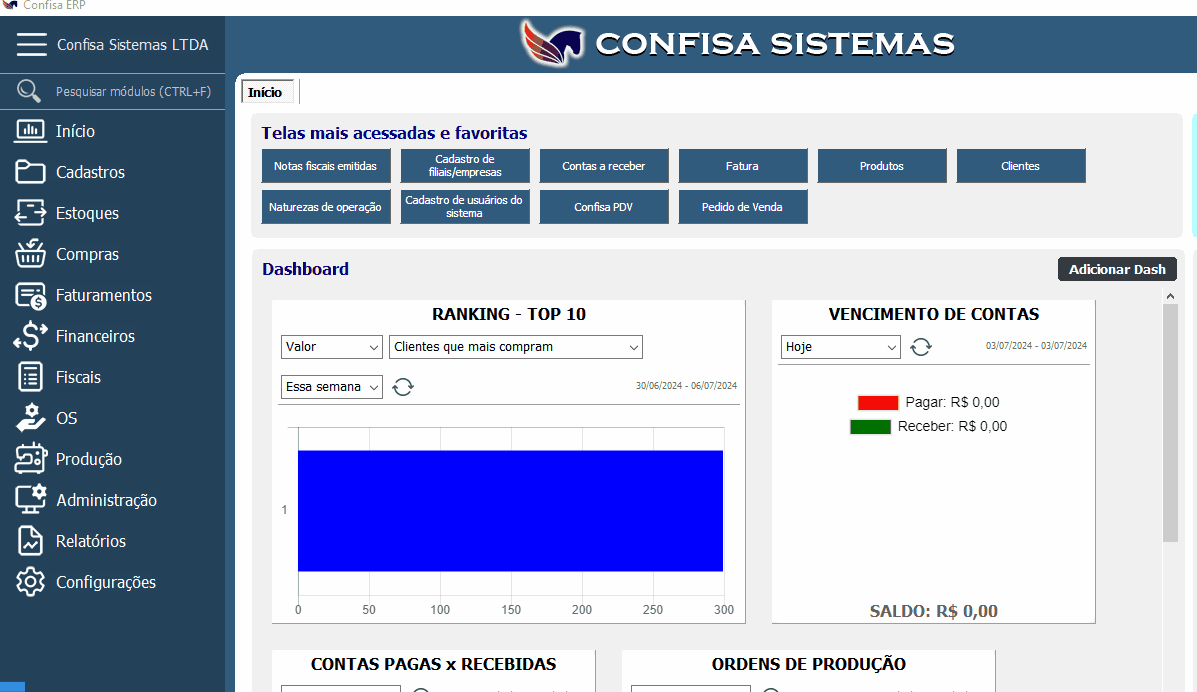 Confisa ERP
Confisa Sistemas LTDA
CONFISA SISTEMAS
Pesquisar módulos (CTRL+F)
Início
Cadastros
Estoques
Compras
Faturamentos
Financeiros
Fiscais
OS
Produção
Administração
Relatórios
Configurações
Início
Telas mais acessadas e favoritas
Notas fiscais emitidas
Cadastro de
filiais/empresas
Contas a receber
Fatura
Produtos
Clientes
Naturezas de operação
Cadastro de usuários do
sistema
Confisa PDV
Pedido de Venda
Dashboard
Adicionar Dash
RANKING - TOP 10
Valor
Clientes que mais compram
Essa semana
30/06/2024 - 06/07/2024
1
0 50 100 150 200 250 300
VENCIMENTO DE CONTAS
Hoje
03/07/2024 - 03/07/2024
Pagar: R$ 0,00
Receber: R$ 0,00
SALDO: R$ 0,00
CONTAS PAGAS x RECEBIDAS
ORDENS DE PRODUÇÃO